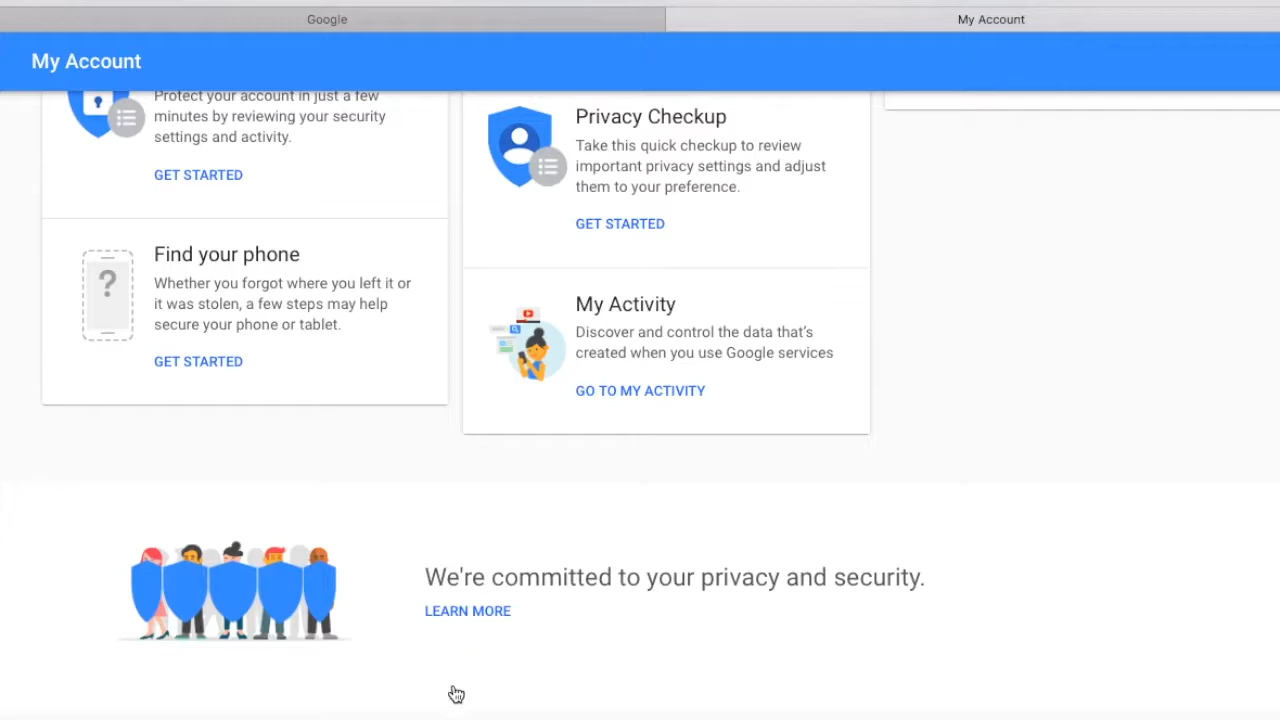 Google
My Account
My Account
Protect your account in just a few
minutes by reviewing your security
settings and activity.
GET STARTED
Find your phone
Whether you forgot where you left it or
it was stolen, a few steps may help
secure your phone or tablet.
GET STARTED
Privacy Checkup
Take this quick checkup to review
important privacy settings and adjust
them to your preference.
GET STARTED
My Activity
Discover and control the data that's
created when you use Google services
GO TO MY ACTIVITY
?
We're committed to your privacy and security.
LEARN MORE